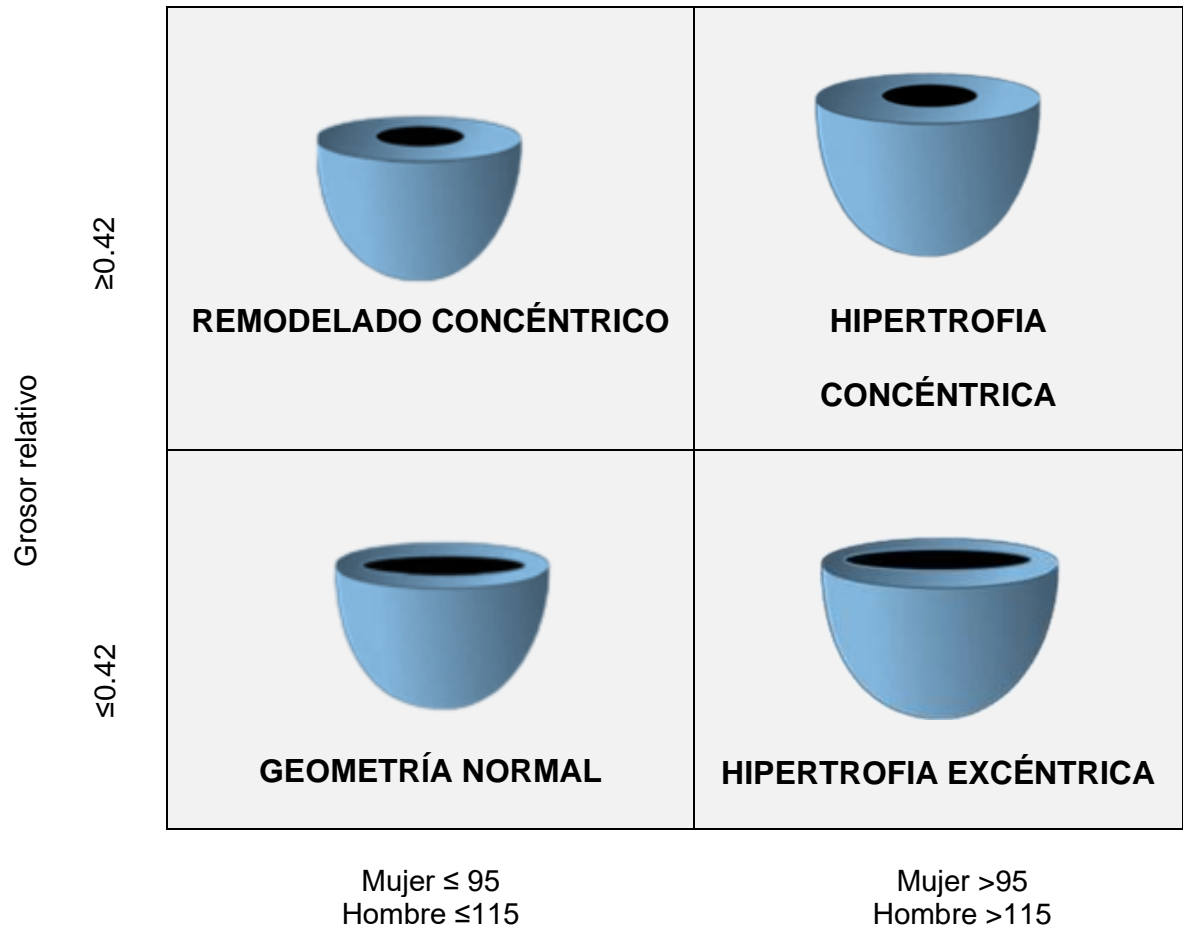 ≥0.42
REMODELADO CONCÉNTRICO
HIPERTROFIA
CONCÉNTRICA
Grosor relativo
≤0.42
GEOMETRÍA NORMAL
HIPERTROFIA EXCÉNTRICA
Mujer ≤ 95
Hombre ≤115
Mujer >95
Hombre >115